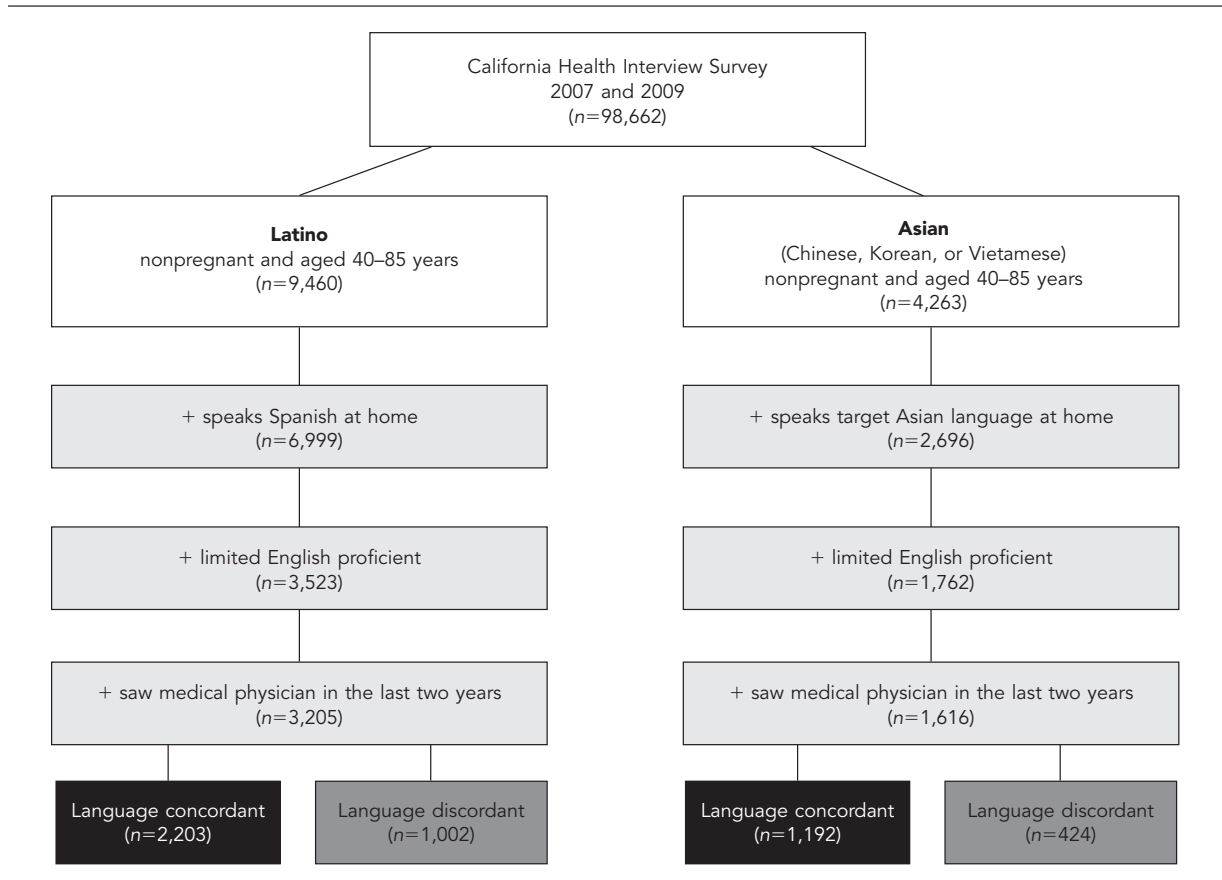 California Health Interview Survey
2007 and 2009
(n=98,662)
Latino
nonpregnant and aged 40–85 years
(n=9,460)
Asian
(Chinese, Korean, or Vietamese)
nonpregnant and aged 40–85 years
(n=4,263)
+ speaks Spanish at home
(n=6,999)
+ speaks target Asian language at home
(n=2,696)
+ limited English proficient
(n=3,523)
+ limited English proficient
(n=1,762)
+ saw medical physician in the last two years
(n=3,205)
+ saw medical physician in the last two years
(n=1,616)
Language concordant
(n=2,203)
Language discordant
(n=1,002)
Language concordant
(n=1,192)
Language discordant
(n=424)